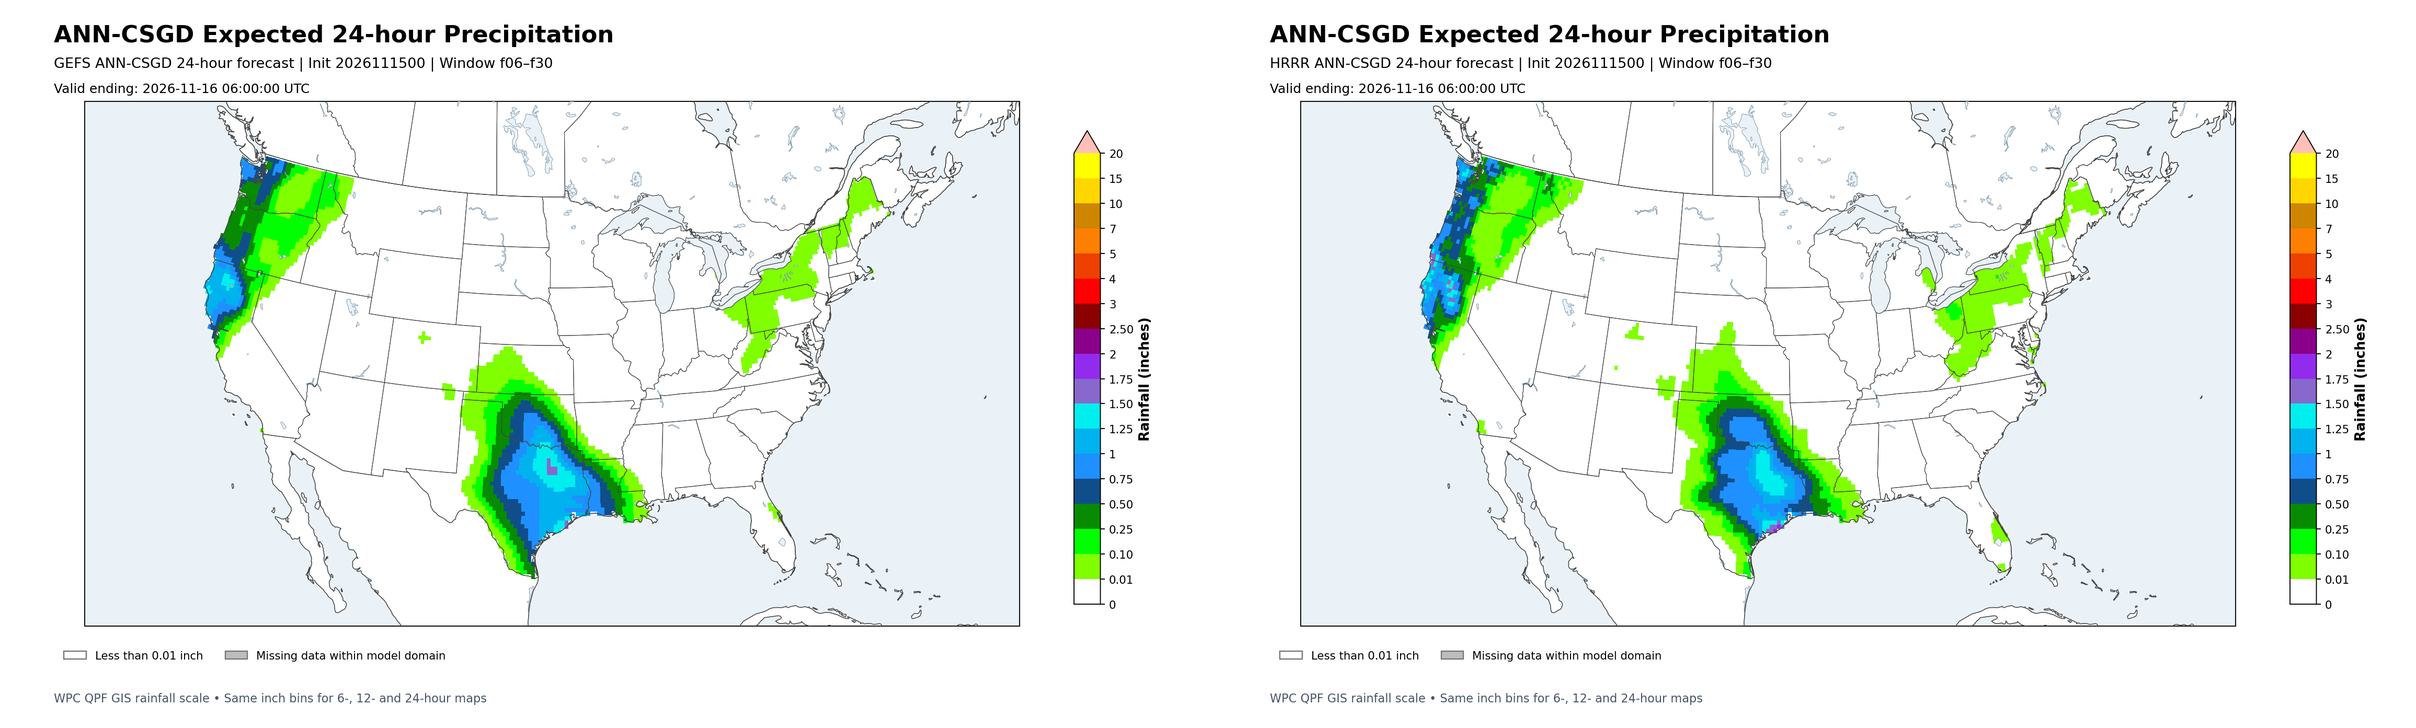 ANN-CSGD Expected 24-hour Precipitation
GEFS ANN-CSGD 24-hour forecast | Init 2026111500 | Window f06–f30
Valid ending: 2026-11-16 06:00:00 UTC
20
15
10
7
5
4
3
2.50
2
1.75
1.50
1.25
1
0.75
0.50
0.25
0.10
0.01
0
Rainfall (inches)
Less than 0.01 inch
Missing data within model domain
WPC QPF GIS rainfall scale • Same inch bins for 6-, 12- and 24-hour maps
ANN-CSGD Expected 24-hour Precipitation
HRRR ANN-CSGD 24-hour forecast | Init 2026111500 | Window f06–f30
Valid ending: 2026-11-16 06:00:00 UTC
20
15
10
7
5
4
3
2.50
2
1.75
1.50
1.25
1
0.75
0.50
0.25
0.10
0.01
0
Rainfall (inches)
Less than 0.01 inch
Missing data within model domain
WPC QPF GIS rainfall scale • Same inch bins for 6-, 12- and 24-hour maps